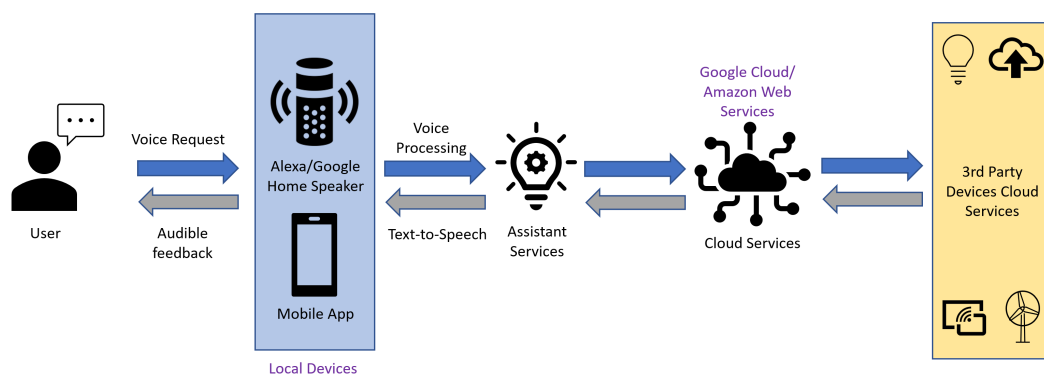 User
Voice Request
Audible
feedback
Alexa/Google
Home Speaker
Mobile App
Local Devices
Voice
Processing
Text-to-Speech
Assistant
Services
Google Cloud/
Amazon Web
Services
Cloud Services
3rd Party
Devices Cloud
Services